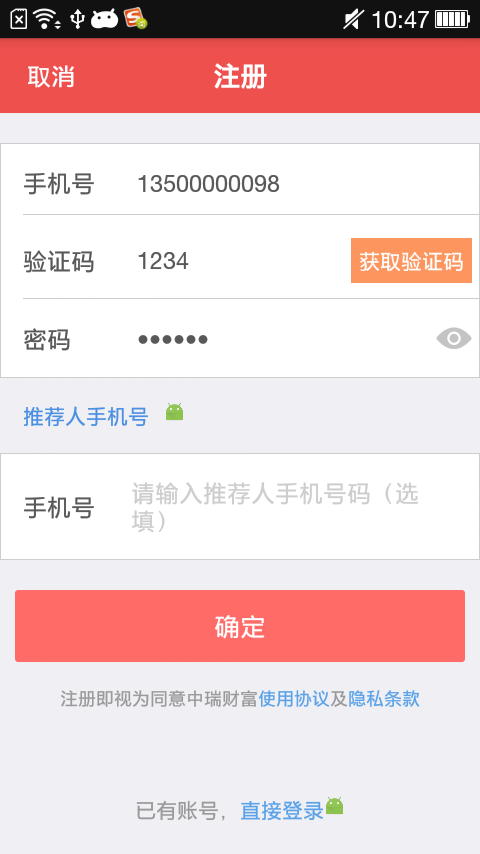 10:47
取消
注册
手机号 13500000098
验证码 1234 获取验证码
密码 ••••••
推荐人手机号
手机号 请输入推荐人手机号码（选
填）
确定
注册即视为同意中瑞财富使用协议及隐私条款
已有账号，直接登录